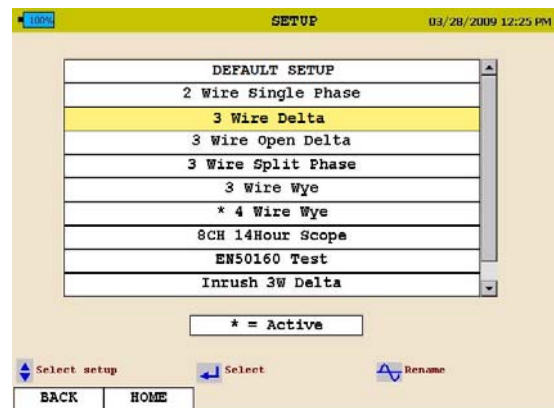 100% SETUP 03/28/2009 12:25 PM
DEFAULT SETUP
2 Wire Single Phase
3 Wire Delta
3 Wire Open Delta
3 Wire Split Phase
3 Wire Wye
* 4 Wire Wye
8CH 14Hour Scope
EN50160 Test
Inrush 3W Delta
* = Active
Select setup Select Rename
BACK HOME